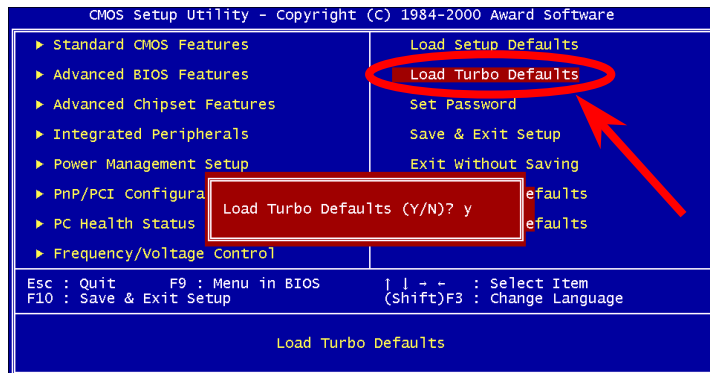 CMOS Setup Utility – Copyright (C) 1984-2000 Award Software
▶ Standard CMOS Features
▶ Advanced BIOS Features
▶ Advanced Chipset Features
▶ Integrated Peripherals
▶ Power Management Setup
▶ PnP/PCI Configura
▶ PC Health Status
▶ Frequency/Voltage Control
Load Setup Defaults
Load Turbo Defaults
Set Password
Save & Exit Setup
Exit Without Saving
efaults
efaults
Load Turbo Defaults (Y/N)? y
Esc : Quit F9 : Menu in BIOS ↑ ↓ → ← : Select Item
F10 : Save & Exit Setup (Shift)F3 : Change Language
Load Turbo Defaults